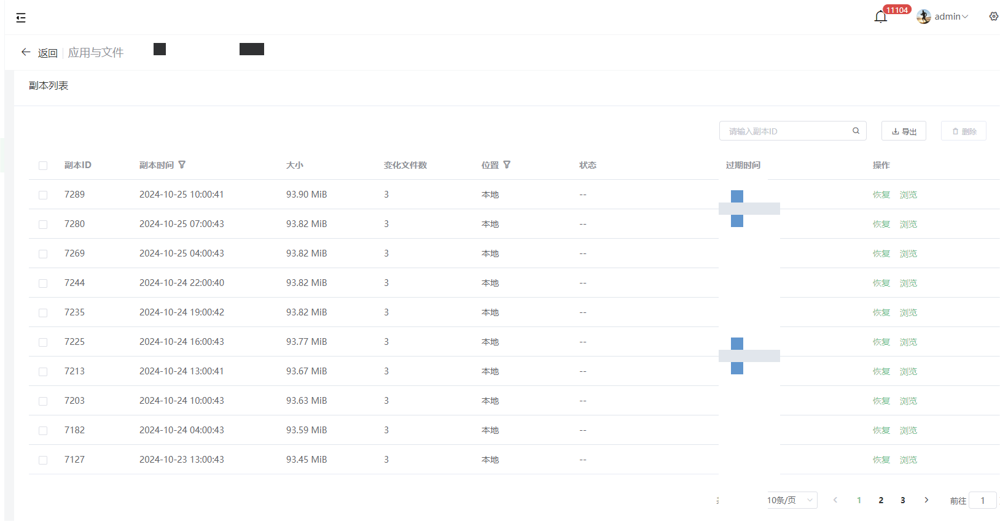 11104 admin
返回 应用与文件
副本列表
请输入副本ID 导出 删除
副本ID 副本时间 大小 变化文件数 位置 状态 过期时间 操作
7289 2024-10-25 10:00:41 93.90 MiB 3 本地 -- 恢复 浏览
7280 2024-10-25 07:00:43 93.82 MiB 3 本地 -- 恢复 浏览
7269 2024-10-25 04:00:43 93.82 MiB 3 本地 -- 恢复 浏览
7244 2024-10-24 22:00:40 93.82 MiB 3 本地 -- 恢复 浏览
7235 2024-10-24 19:00:42 93.82 MiB 3 本地 -- 恢复 浏览
7225 2024-10-24 16:00:43 93.77 MiB 3 本地 -- 恢复 浏览
7213 2024-10-24 13:00:41 93.67 MiB 3 本地 -- 恢复 浏览
7203 2024-10-24 10:00:43 93.63 MiB 3 本地 -- 恢复 浏览
7182 2024-10-24 04:00:43 93.59 MiB 3 本地 -- 恢复 浏览
7127 2024-10-23 13:00:43 93.45 MiB 3 本地 -- 恢复 浏览
10条/页 1 2 3 前往 1